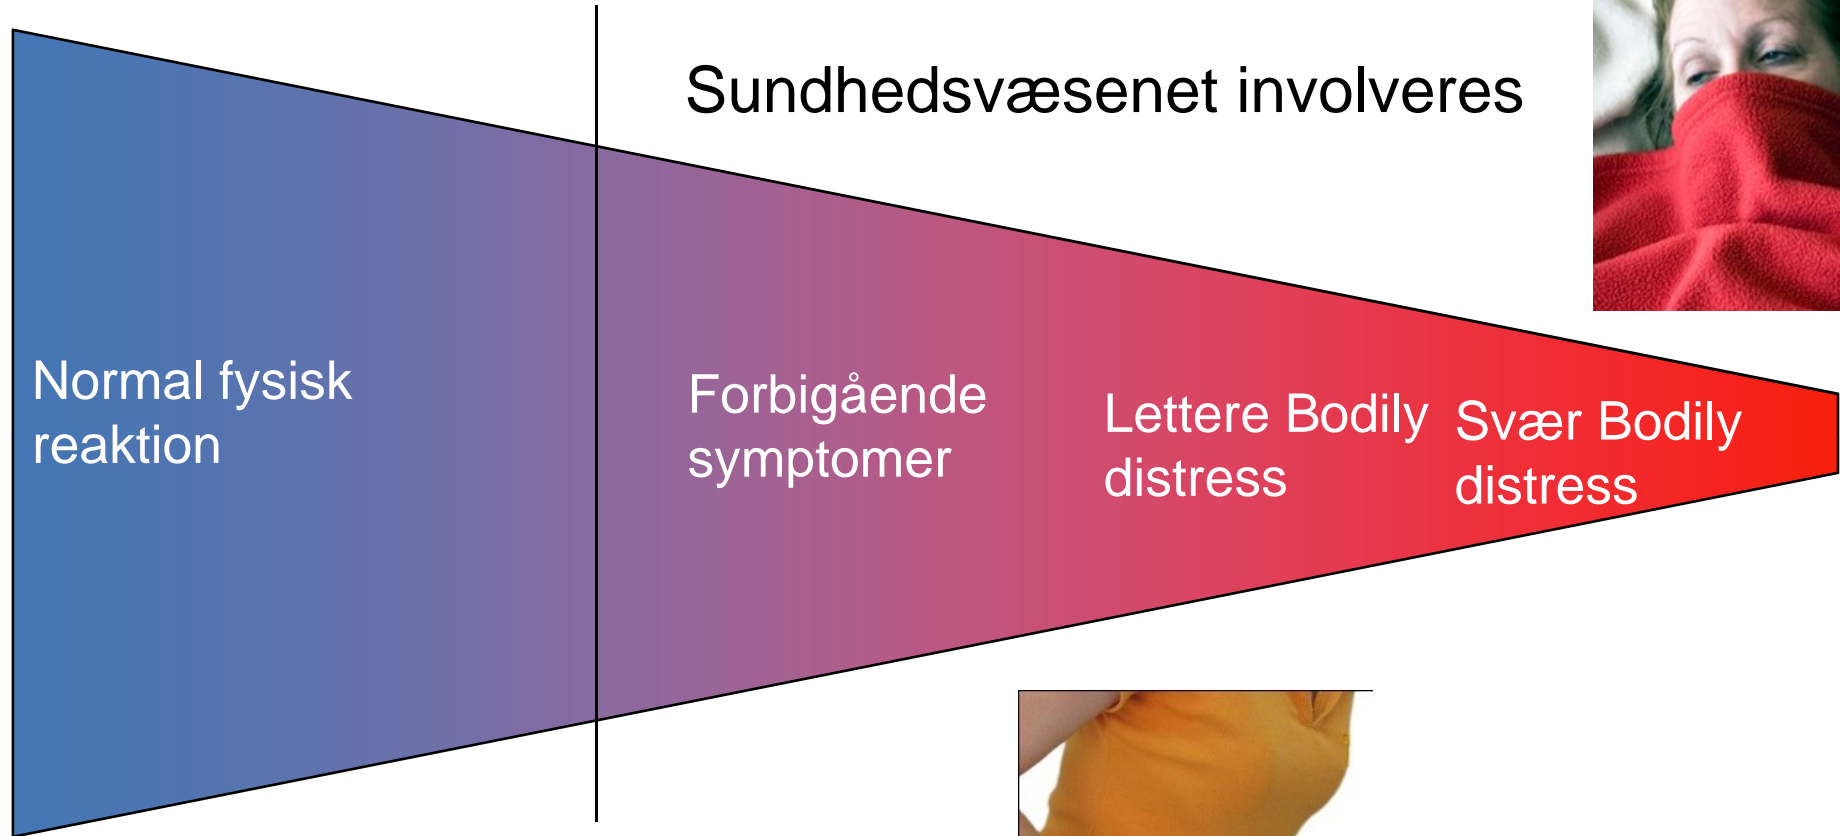 Sundhedsvæsenet involveres
Normal fysisk
reaktion
Forbigående
symptomer
Lettere Bodily
distress
Svær Bodily
distress